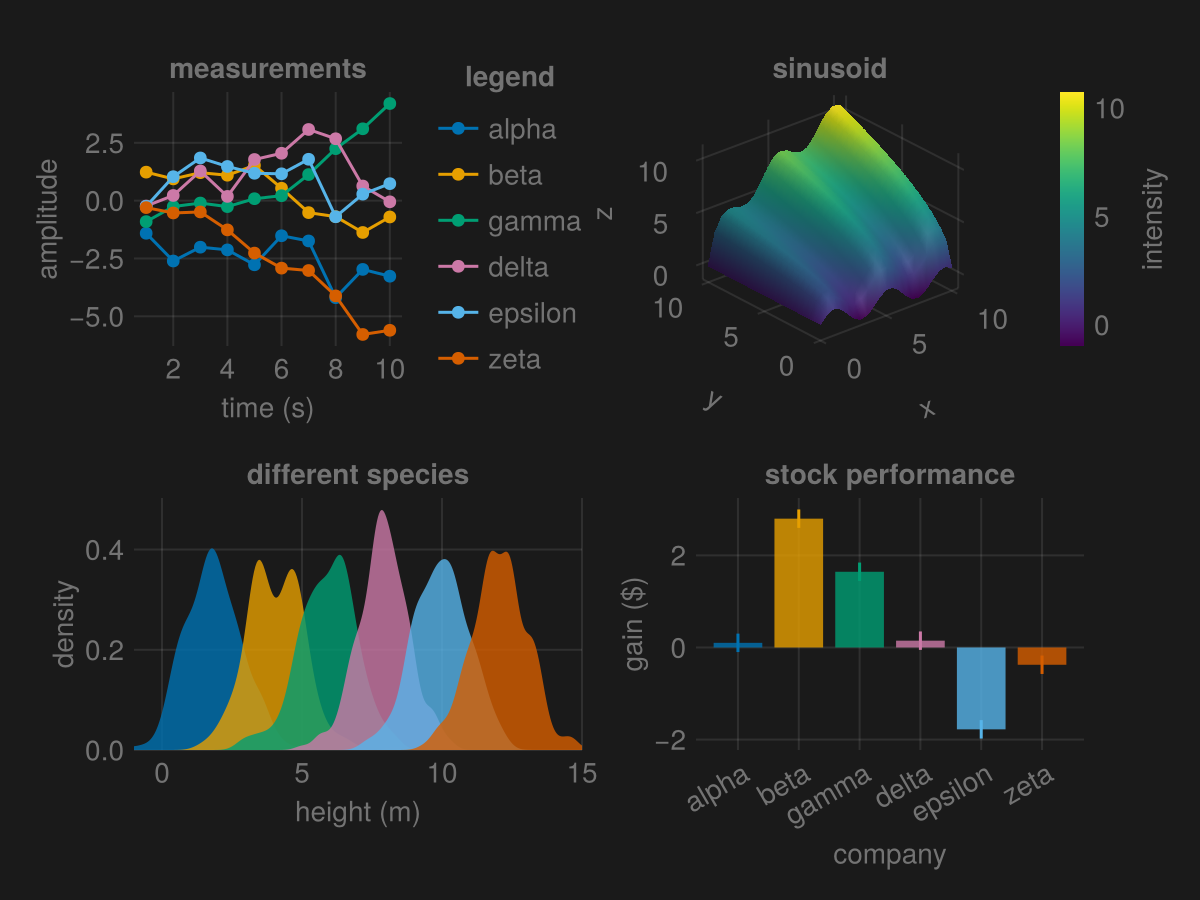 measurements
amplitude
2.5
0.0
−2.5
−5.0
2 4 6 8 10
time (s)
legend
alpha
beta
gamma
delta
epsilon
zeta
sinusoid
z
10
5
0
10
5
0
y
0
5
10
x
10
5
0
intensity
different species
density
0.4
0.2
0.0
0 5 10 15
height (m)
stock performance
gain ($)
2
0
−2
alpha beta gamma delta epsilon zeta
company